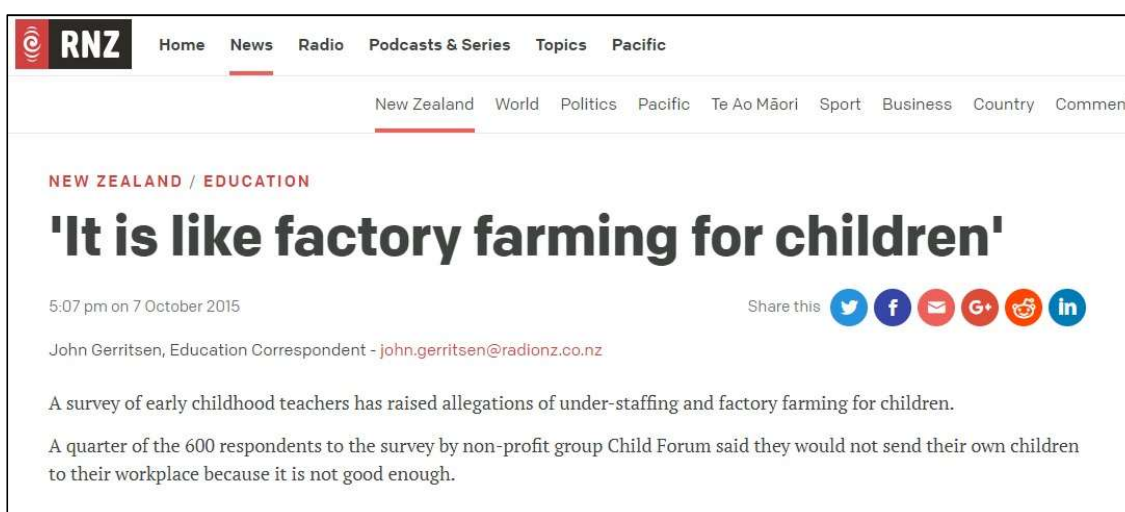 RNZ Home News Radio Podcasts & Series Topics Pacific
New Zealand World Politics Pacific Te Ao Māori Sport Business Country Commen
NEW ZEALAND / EDUCATION
'It is like factory farming for children'
5:07 pm on 7 October 2015 Share this
John Gerritsen, Education Correspondent - john.gerritsen@radionz.co.nz
A survey of early childhood teachers has raised allegations of under-staffing and factory farming for children.
A quarter of the 600 respondents to the survey by non-profit group Child Forum said they would not send their own children
to their workplace because it is not good enough.